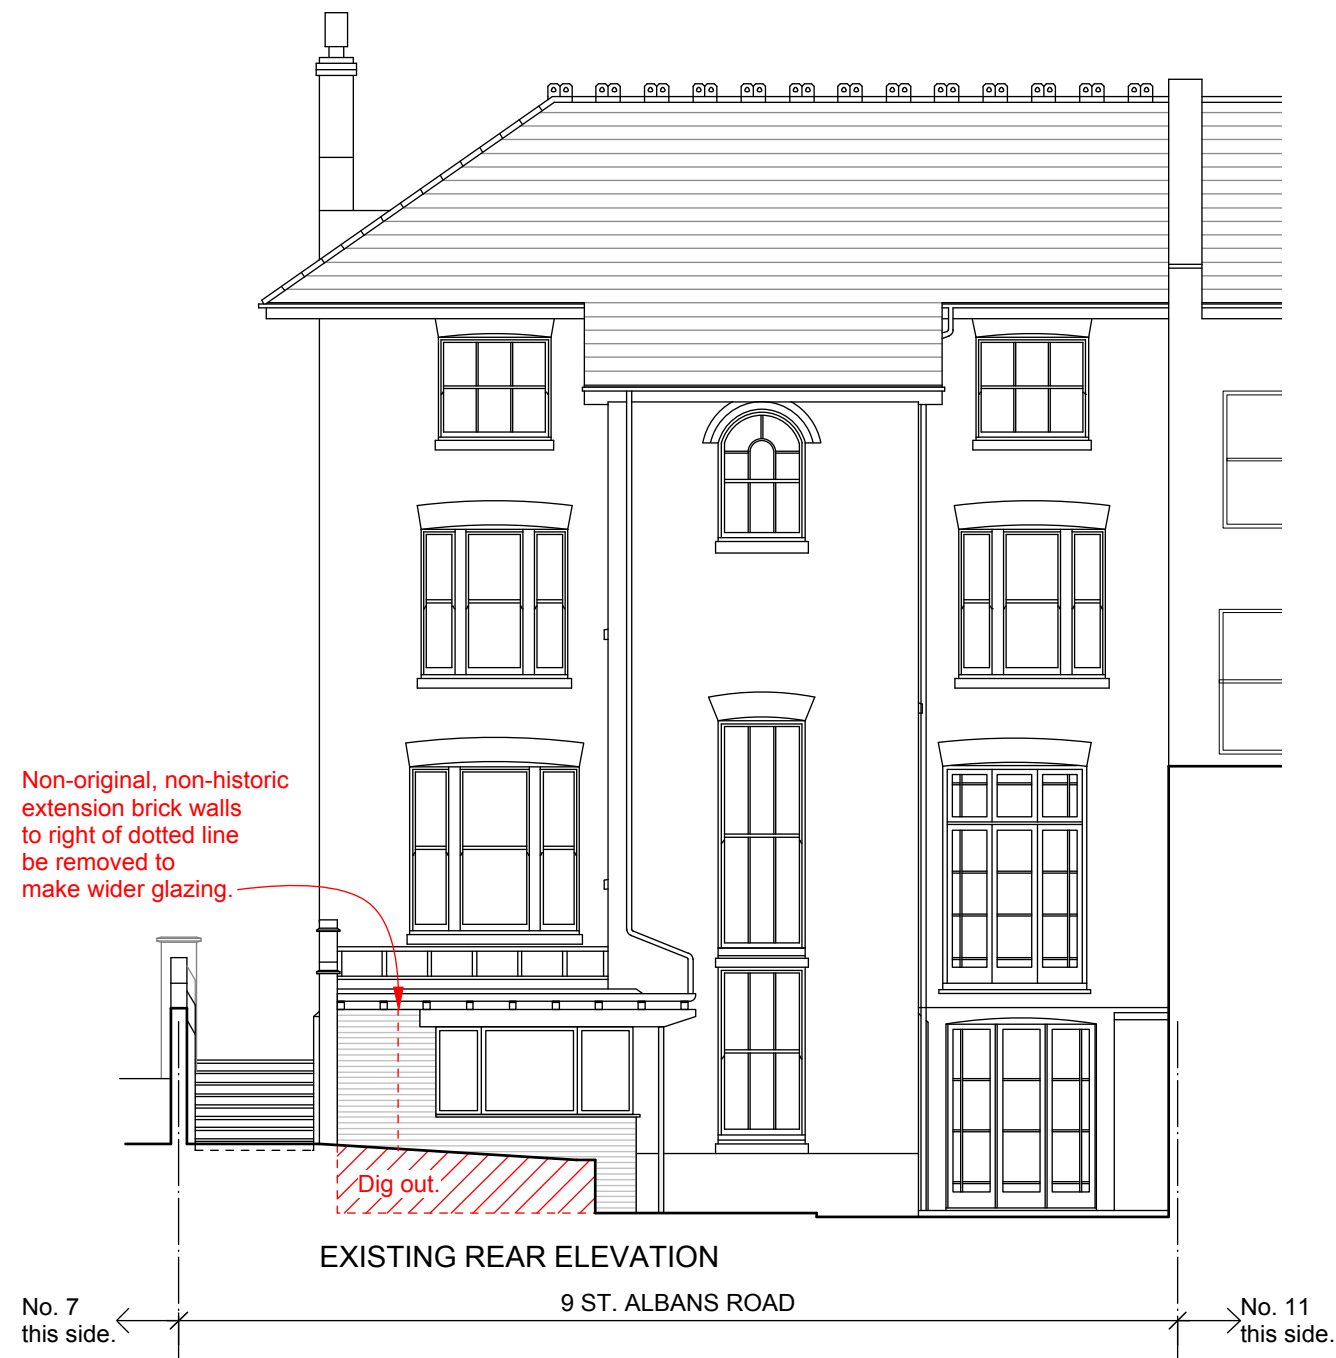 Non-original, non-historic
extension brick walls
to right of dotted line
be removed to
make wider glazing.
Dig out.
EXISTING REAR ELEVATION
9 ST. ALBANS ROAD
No. 7
this side.
No. 11
this side.